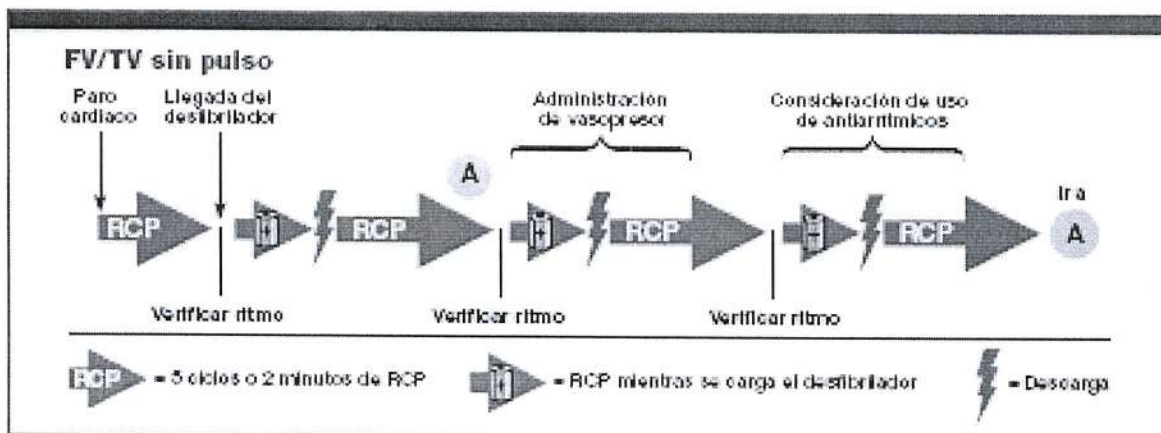 FV/TV sin pulso
Paro
cardíaco
Llegada del
desfibrilador
Administración
de vasopresor
Consideración de uso
de antiarrítmicos
A
Ir a
A
RCP
RCP
RCP
RCP
Verificar ritmo
Verificar ritmo
Verificar ritmo
RCP = 5 ciclos o 2 minutos de RCP
= RCP mientras se carga el desfibrilador
= Descarga